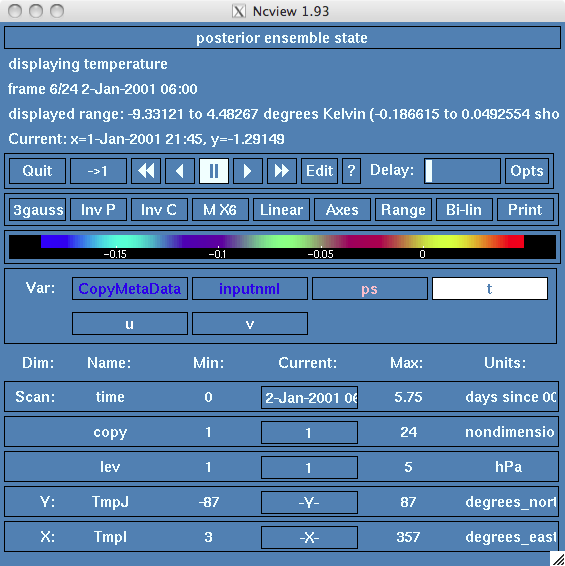 Ncview 1.93
posterior ensemble state
displaying temperature
frame 6/24 2-Jan-2001 06:00
displayed range: -9.33121 to 4.48267 degrees Kelvin (-0.186615 to 0.0492554 sho
Current: x=1-Jan-2001 21:45, y=-1.29149
Quit ->1 Edit ? Delay: Opts
3gauss Inv P Inv C M X6 Linear Axes Range Bi-lin Print
-0.15 -0.1 -0.05 0
Var: CopyMetaData inputnml ps t
u v
Dim: Name: Min: Current: Max: Units:
Scan: time 0 2-Jan-2001 06 5.75 days since 00
copy 1 1 24 nondimensio
lev 1 1 5 hPa
Y: TmpJ -87 -Y- 87 degrees_nort
X: TmpI 3 -X- 357 degrees_east